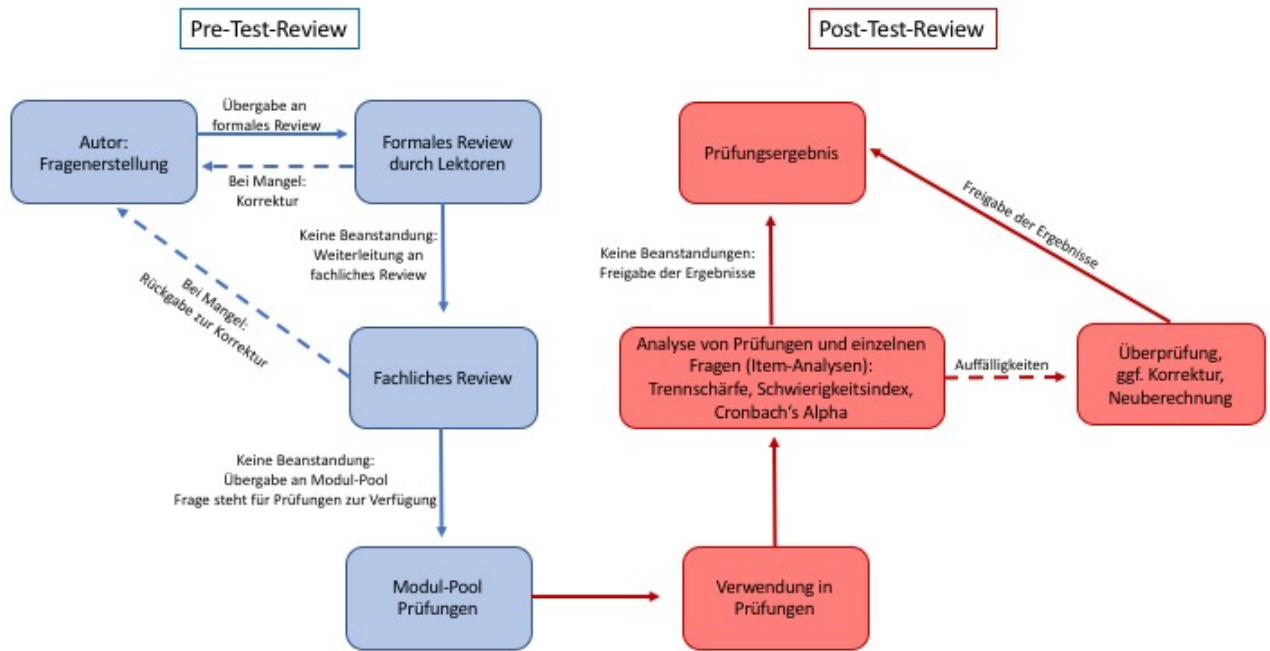 Pre-Test-Review
Post-Test-Review
Autor:
Fragenerstellung
Übergabe an
formales Review
Bei Mangel:
Korrektur
Formales Review
durch Lektoren
Keine Beanstandung:
Weiterleitung an
fachliches Review
Bei Mangel:
Rückgabe zur Korrektur
Fachliches Review
Keine Beanstandung:
Übergabe an Modul-Pool
Frage steht für Prüfungen zur Verfügung
Modul-Pool
Prüfungen
Verwendung in
Prüfungen
Analyse von Prüfungen und einzelnen
Fragen (Item-Analysen):
Trennschärfe, Schwierigkeitsindex,
Cronbach‘s Alpha
Auffälligkeiten
Überprüfung,
ggf. Korrektur,
Neuberechnung
Keine Beanstandungen:
Freigabe der Ergebnisse
Freigabe der Ergebnisse
Prüfungsergebnis